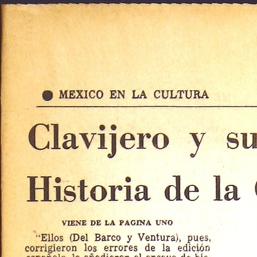 ● MEXICO EN LA CULTURA
Clavijero y su
Historia de la
VIENE DE LA PAGINA UNO
"Ellos (Del Barco y Ventura), pues,
corrigieron los errores de la edición